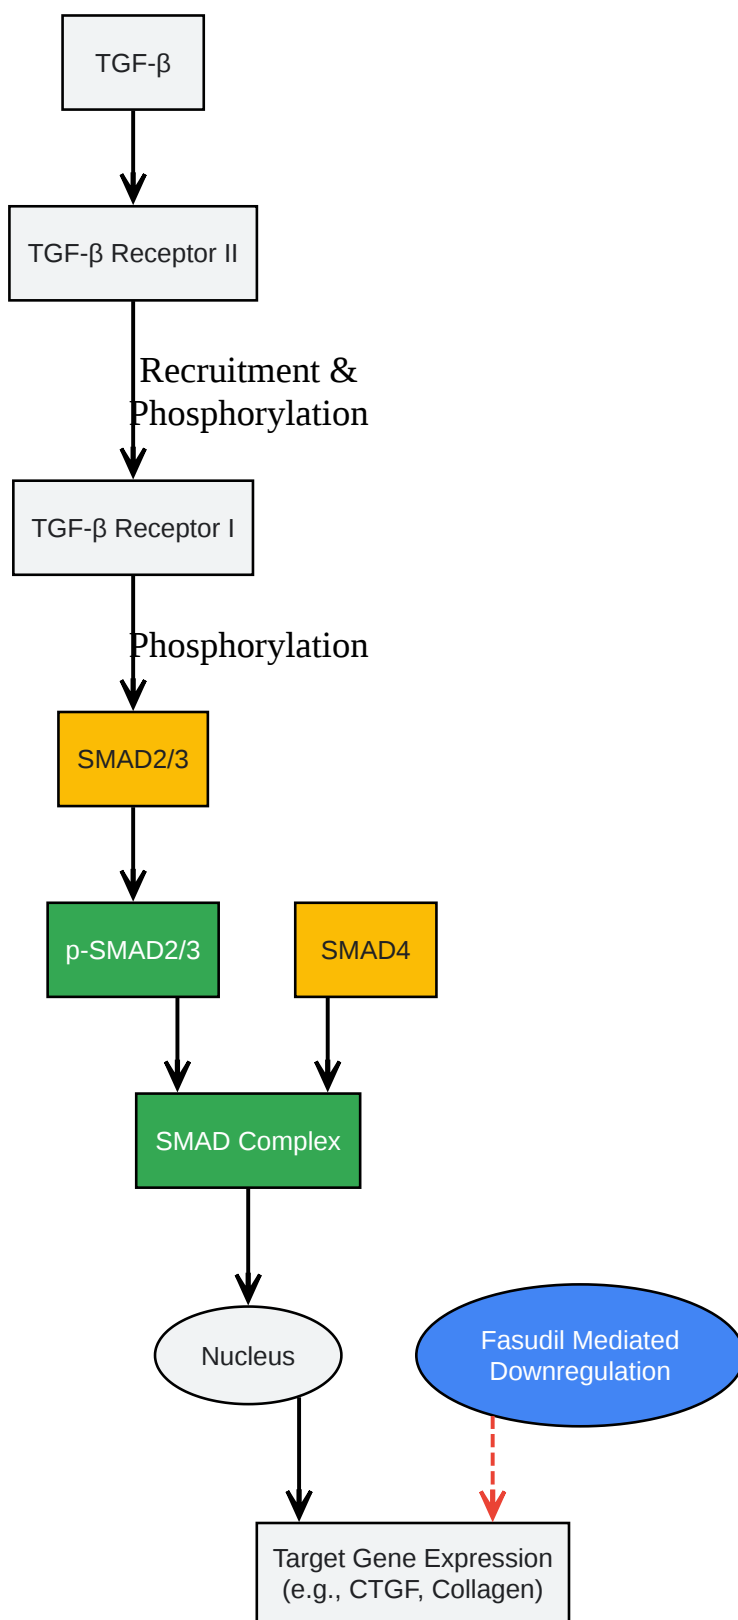 TGF-β
TGF-β Receptor II
Recruitment &
Phosphorylation
TGF-β Receptor I
Phosphorylation
SMAD2/3
p-SMAD2/3
SMAD4
SMAD Complex
Nucleus
Fasudil Mediated
Downregulation
Target Gene Expression
(e.g., CTGF, Collagen)